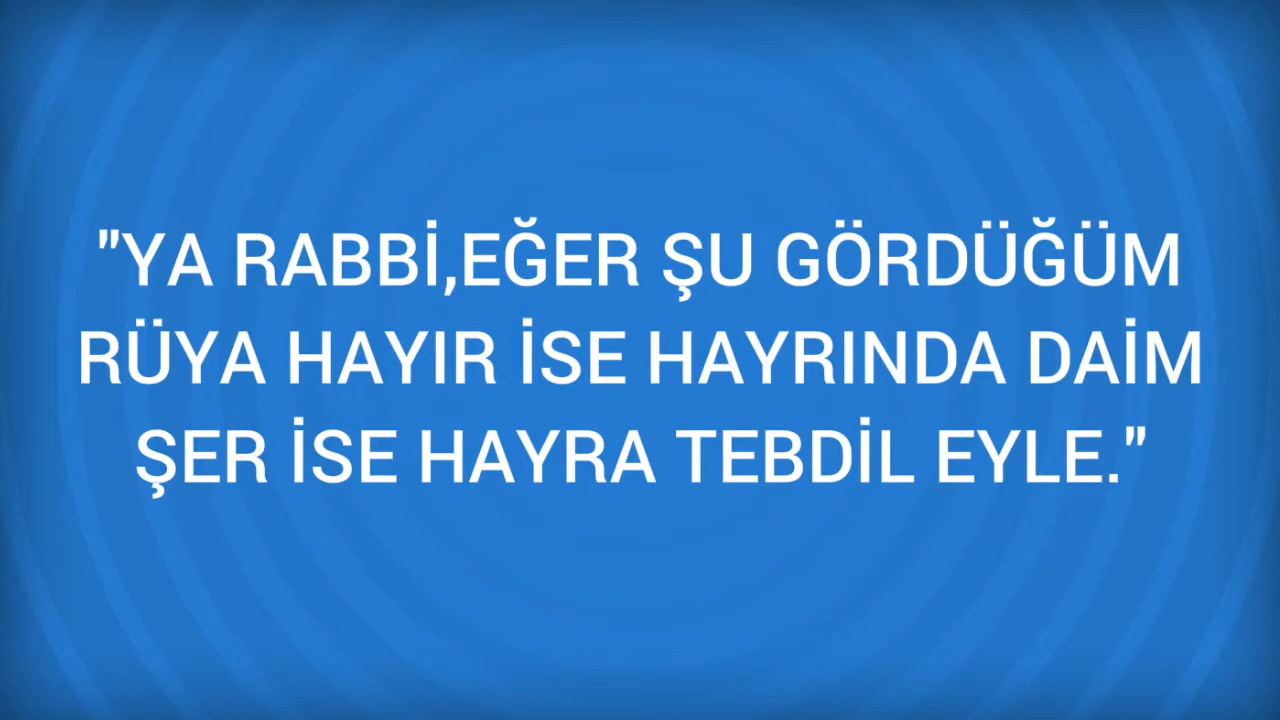 "YA RABBİ,EĞER ŞU GÖRDÜĞÜM
RÜYA HAYIR İSE HAYRINDA DAİM
ŞER İSE HAYRA TEBDİL EYLE."